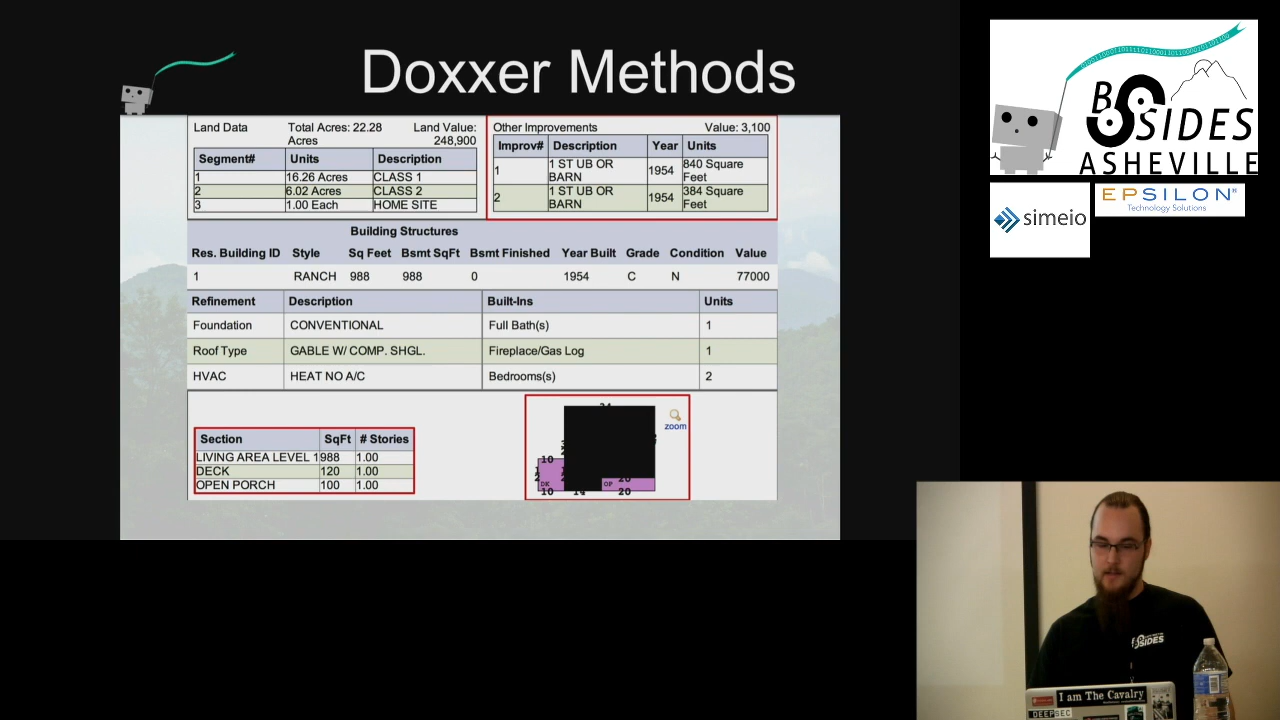 Doxxer Methods
Land Data Total Acres: 22.28 Acres Land Value: 248,900
Segment# Units Description
1 16.26 Acres CLASS 1
2 6.02 Acres CLASS 2
3 1.00 Each HOME SITE
Other Improvements Value: 3,100
Improv# Description Year Units
1 1 ST UB OR BARN 1954 840 Square Feet
2 1 ST UB OR BARN 1954 384 Square Feet
Building Structures
Res. Building ID Style Sq Feet Bsmt SqFt Bsmt Finished Year Built Grade Condition Value
1 RANCH 988 988 0 1954 C N 77000
Refinement Description Built-Ins Units
Foundation CONVENTIONAL Full Bath(s) 1
Roof Type GABLE W/ COMP. SHGL. Fireplace/Gas Log 1
HVAC HEAT NO A/C Bedrooms(s) 2
Section SqFt # Stories
LIVING AREA LEVEL 1 988 1.00
DECK 120 1.00
OPEN PORCH 100 1.00
zoom
10
20
DK OP
10 14 20
BSIDES
ASHEVILLE
simeio
EPSILON
Technology Solutions
BSIDES
I am The Cavalry
DEEPSEC